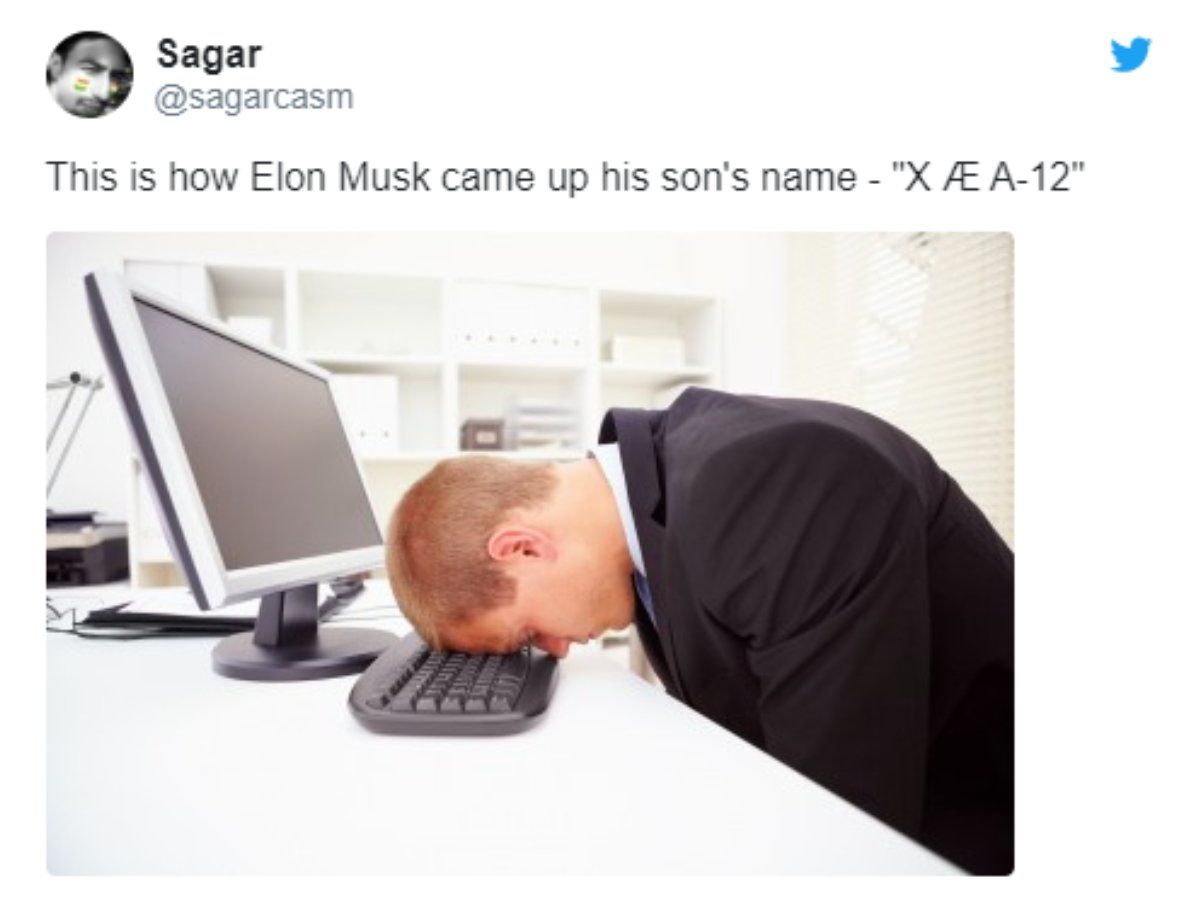 Sagar
@sagarcasm
This is how Elon Musk came up his son's name - "X Æ A-12"